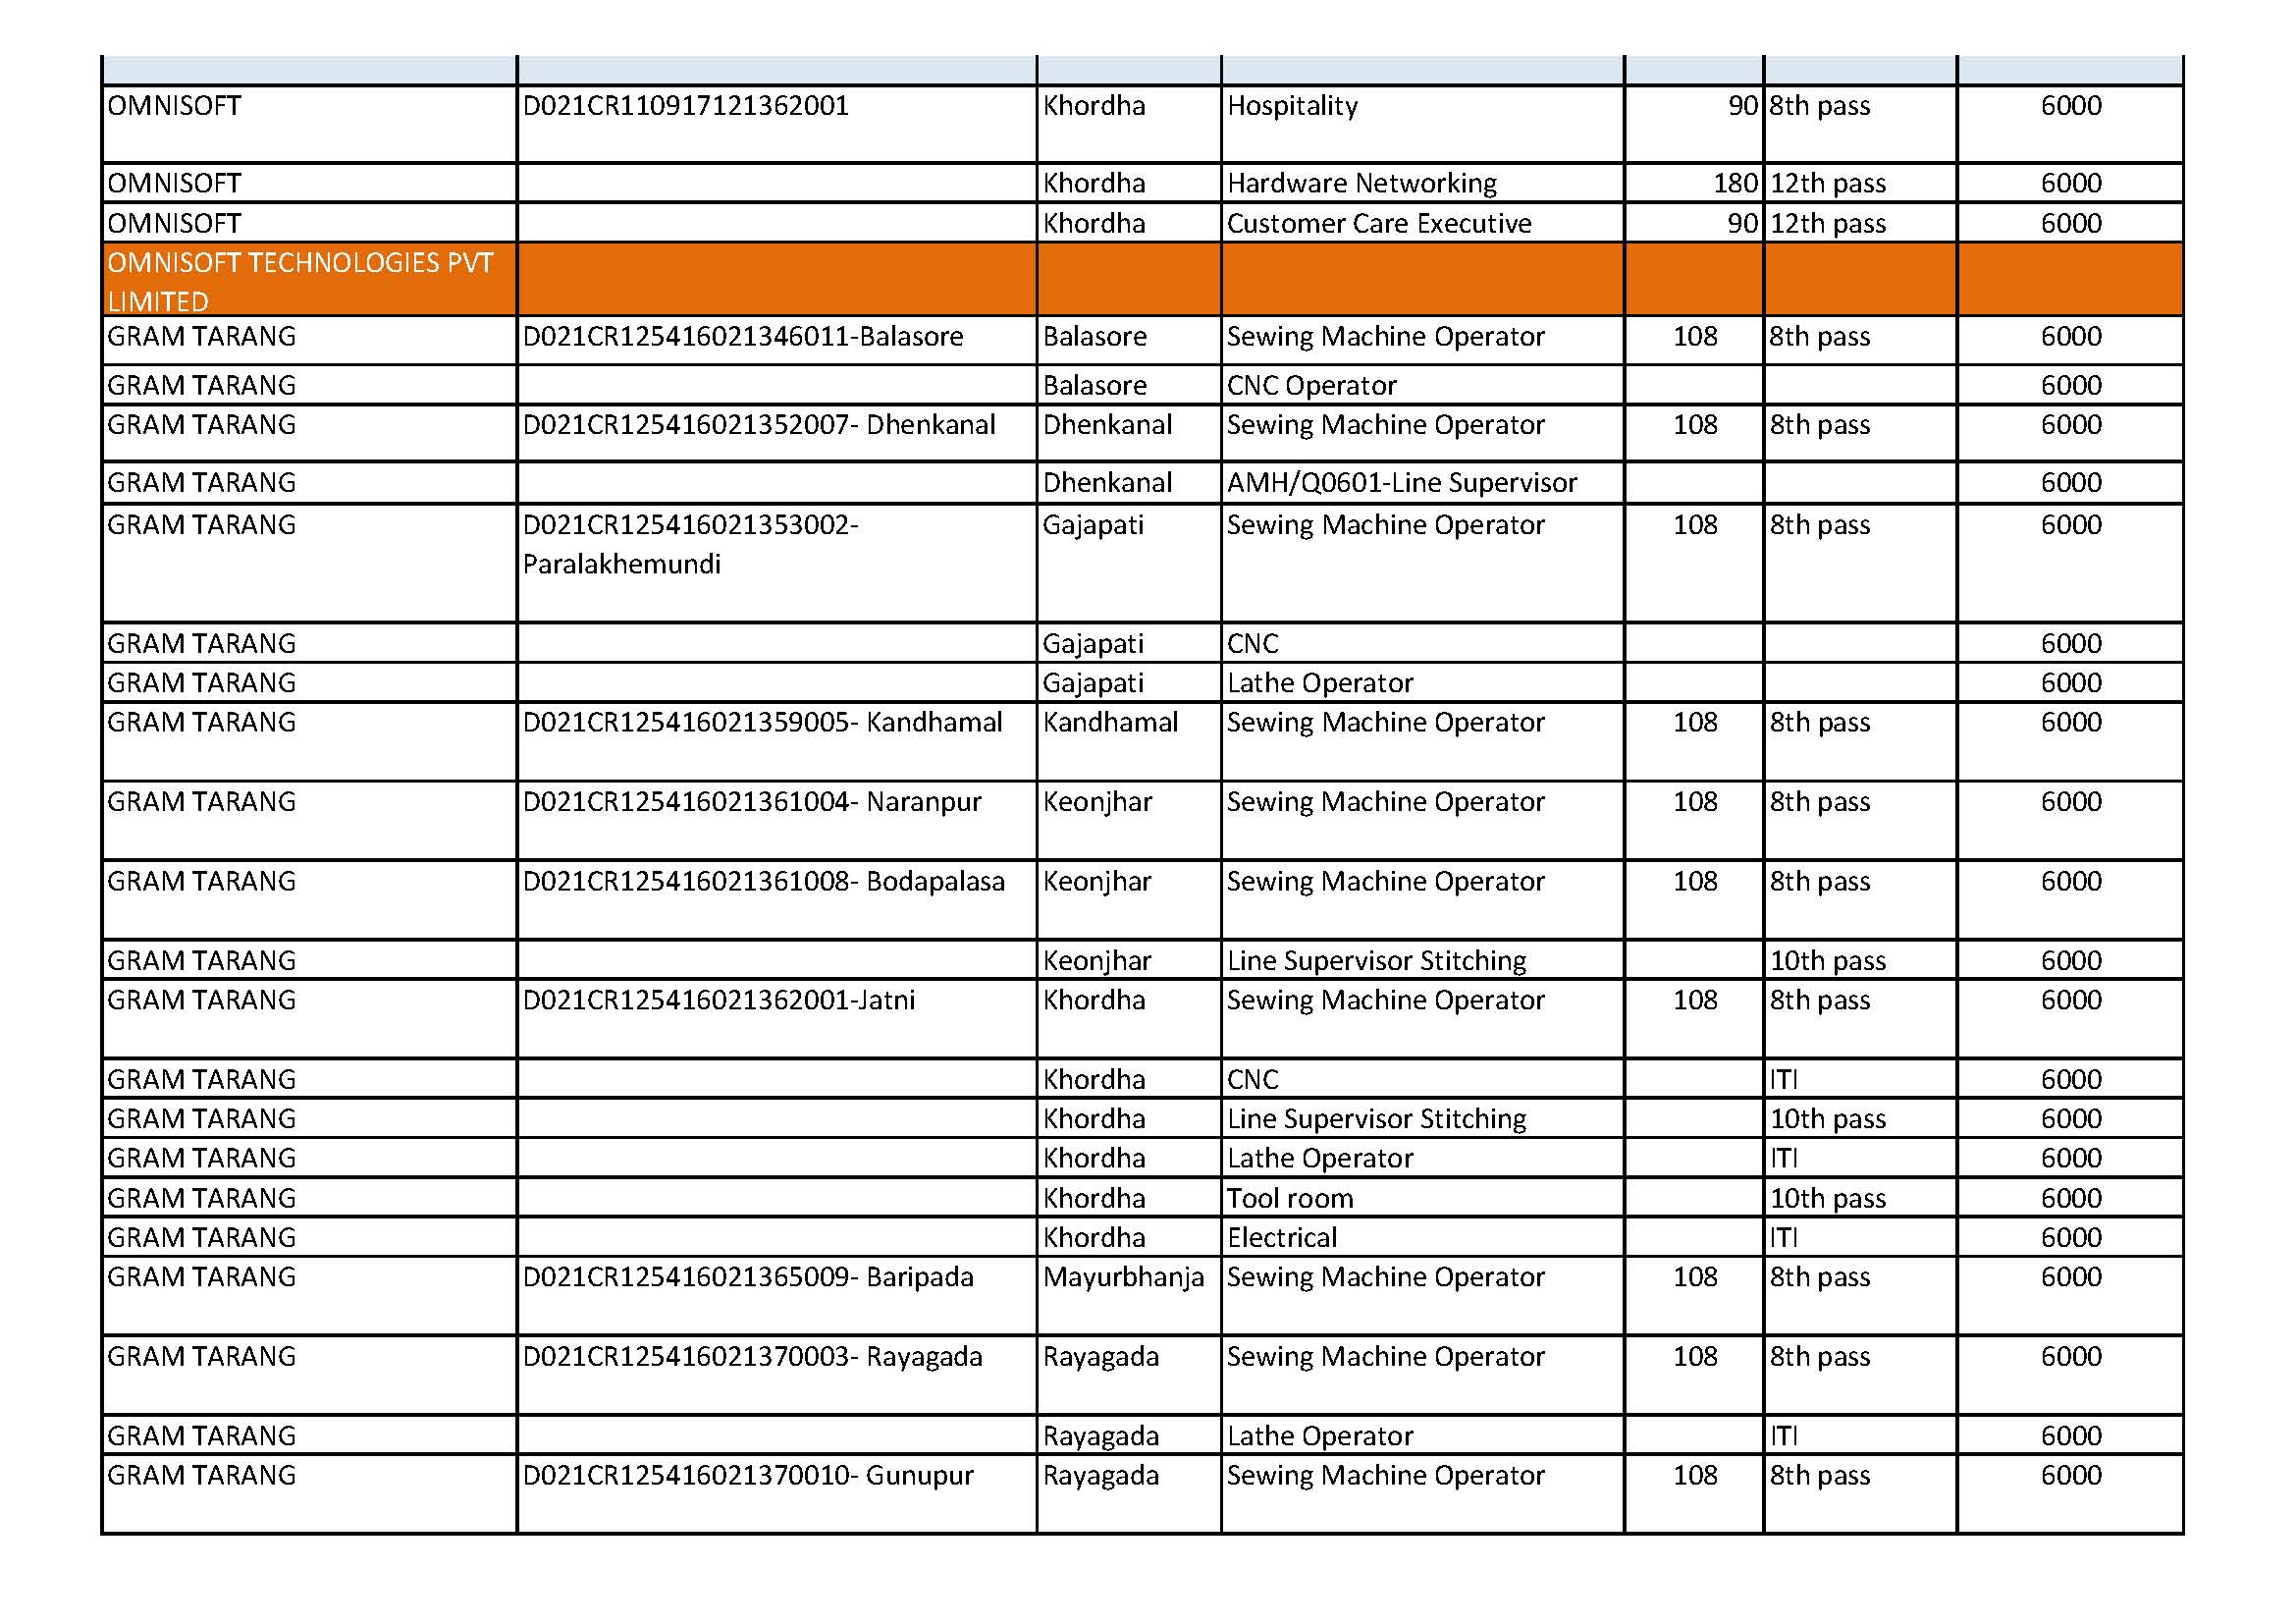 OMNISOFT D021CR110917121362001 Khordha Hospitality 90 8th pass 6000
OMNISOFT Khordha Hardware Networking 180 12th pass 6000
OMNISOFT Khordha Customer Care Executive 90 12th pass 6000
OMNISOFT TECHNOLOGIES PVT
LIMITED
GRAM TARANG D021CR125416021346011-Balasore Balasore Sewing Machine Operator 108 8th pass 6000
GRAM TARANG Balasore CNC Operator 6000
GRAM TARANG D021CR125416021352007- Dhenkanal Dhenkanal Sewing Machine Operator 108 8th pass 6000
GRAM TARANG Dhenkanal AMH/Q0601-Line Supervisor 6000
GRAM TARANG D021CR125416021353002- Gajapati Sewing Machine Operator 108 8th pass 6000
Paralakhemundi
GRAM TARANG Gajapati CNC 6000
GRAM TARANG Gajapati Lathe Operator 6000
GRAM TARANG D021CR125416021359005- Kandhamal Kandhamal Sewing Machine Operator 108 8th pass 6000
GRAM TARANG D021CR125416021361004- Naranpur Keonjhar Sewing Machine Operator 108 8th pass 6000
GRAM TARANG D021CR125416021361008- Bodapalasa Keonjhar Sewing Machine Operator 108 8th pass 6000
GRAM TARANG Keonjhar Line Supervisor Stitching 10th pass 6000
GRAM TARANG D021CR125416021362001-Jatni Khordha Sewing Machine Operator 108 8th pass 6000
GRAM TARANG Khordha CNC ITI 6000
GRAM TARANG Khordha Line Supervisor Stitching 10th pass 6000
GRAM TARANG Khordha Lathe Operator ITI 6000
GRAM TARANG Khordha Tool room 10th pass 6000
GRAM TARANG Khordha Electrical ITI 6000
GRAM TARANG D021CR125416021365009- Baripada Mayurbhanja Sewing Machine Operator 108 8th pass 6000
GRAM TARANG D021CR125416021370003- Rayagada Rayagada Sewing Machine Operator 108 8th pass 6000
GRAM TARANG Rayagada Lathe Operator ITI 6000
GRAM TARANG D021CR125416021370010- Gunupur Rayagada Sewing Machine Operator 108 8th pass 6000